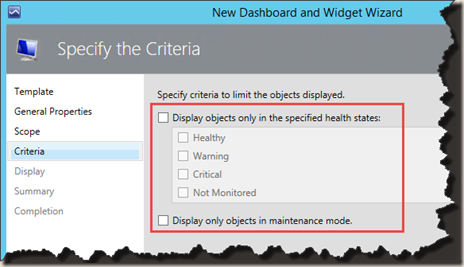 New Dashboard and Widget Wizard
Specify the Criteria
Template
General Properties
Scope
Criteria
Display
Summary
Completion
Specify criteria to limit the objects displayed.
Display objects only in the specified health states:
Healthy
Warning
Critical
Not Monitored
Display only objects in maintenance mode.